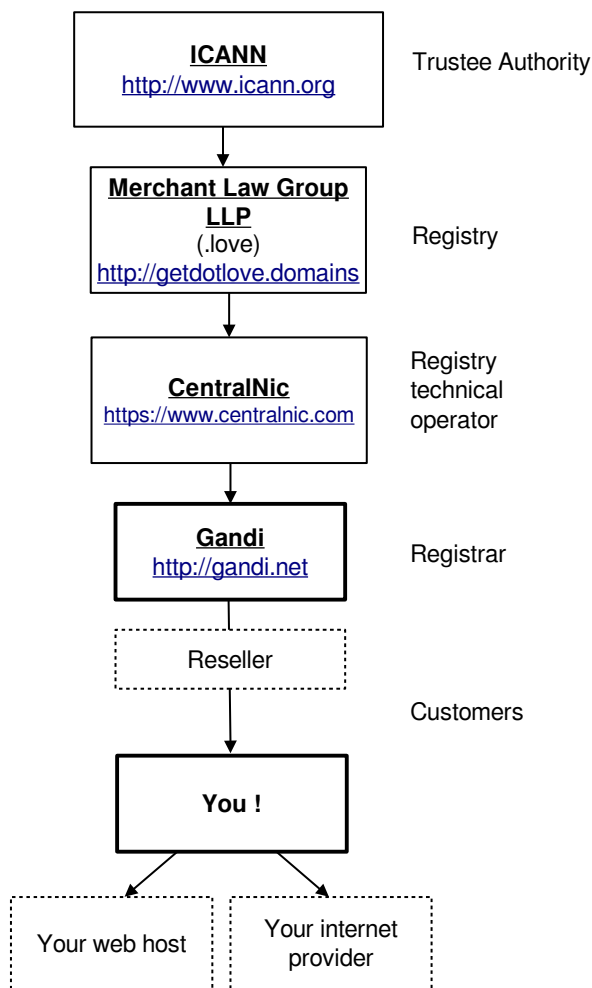 ICANN
http://www.icann.org
Trustee Authority
Merchant Law Group
LLP
(.love)
http://getdotlove.domains
Registry
CentralNic
https://www.centralnic.com
Registry
technical
operator
Gandi
http://gandi.net
Registrar
Reseller
Customers
You !
Your web host
Your internet
provider